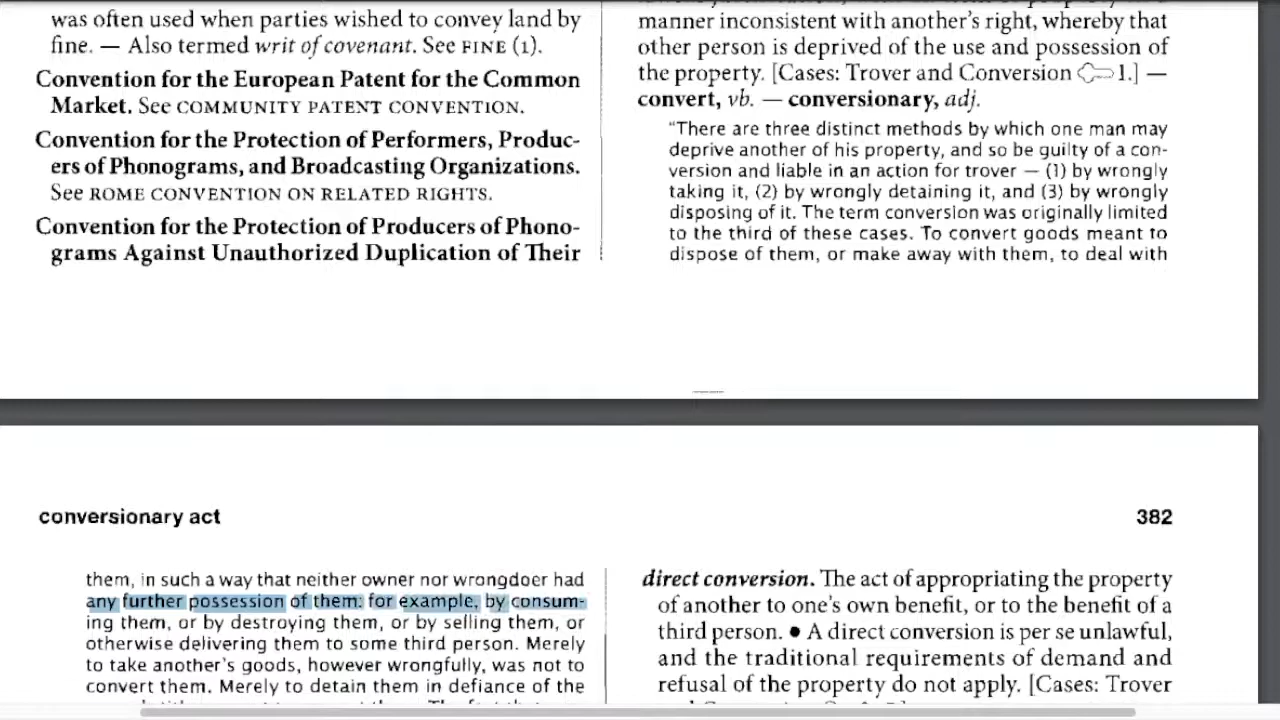 was often used when parties wished to convey land by
fine. — Also termed writ of covenant. See FINE (1).
Convention for the European Patent for the Common
Market. See COMMUNITY PATENT CONVENTION.
Convention for the Protection of Performers, Produc-
ers of Phonograms, and Broadcasting Organizations.
See ROME CONVENTION ON RELATED RIGHTS.
Convention for the Protection of Producers of Phono-
grams Against Unauthorized Duplication of Their
manner inconsistent with another's right, whereby that
other person is deprived of the use and possession of
the property. [Cases: Trover and Conversion 1.] —
convert, vb. — conversionary, adj.
"There are three distinct methods by which one man may
deprive another of his property, and so be guilty of a con-
version and liable in an action for trover — (1) by wrongly
taking it, (2) by wrongly detaining it, and (3) by wrongly
disposing of it. The term conversion was originally limited
to the third of these cases. To convert goods meant to
dispose of them, or make away with them, to deal with
conversionary act
382
them, in such a way that neither owner nor wrongdoer had
any further possession of them: for example, by consum-
ing them, or by destroying them, or by selling them, or
otherwise delivering them to some third person. Merely
to take another's goods, however wrongfully, was not to
convert them. Merely to detain them in defiance of the
direct conversion. The act of appropriating the property
of another to one's own benefit, or to the benefit of a
third person. ● A direct conversion is per se unlawful,
and the traditional requirements of demand and
refusal of the property do not apply. [Cases: Trover